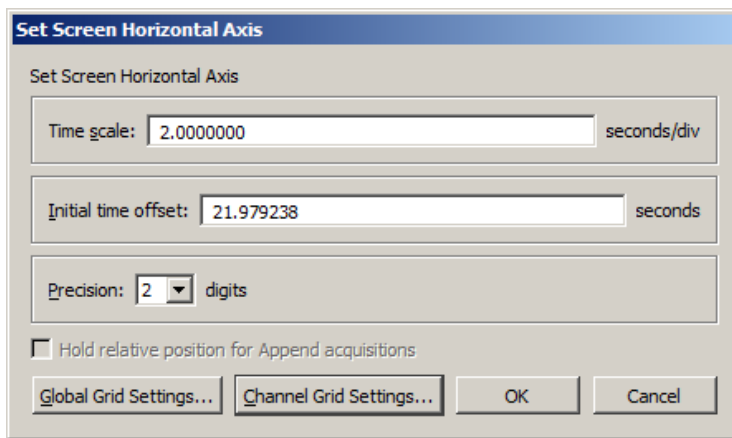 Set Screen Horizontal Axis
Set Screen Horizontal Axis
Time scale: 2.0000000 seconds/div
Initial time offset: 21.979238 seconds
Precision: 2 digits
Hold relative position for Append acquisitions
Global Grid Settings... Channel Grid Settings... OK Cancel